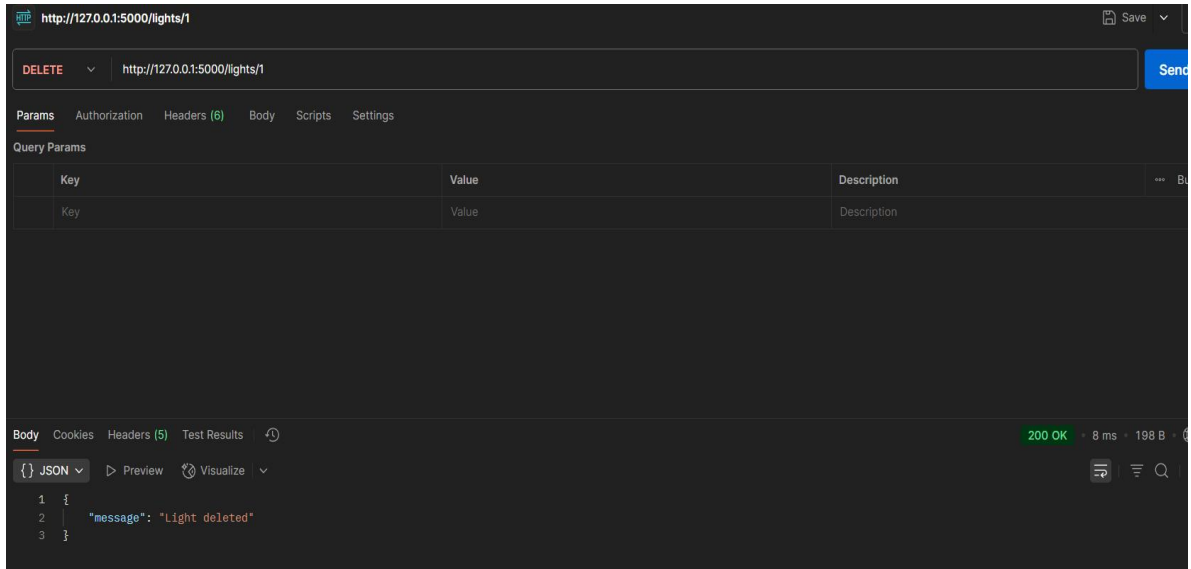 HTTP http://127.0.0.1:5000/lights/1 Save
DELETE http://127.0.0.1:5000/lights/1 Send
Params Authorization Headers (6) Body Scripts Settings
Query Params
Key Value Description
Key Value Description
Body Cookies Headers (5) Test Results 200 OK 8 ms 198 B
{} JSON Preview Visualize
1 {
2 "message": "Light deleted"
3 }